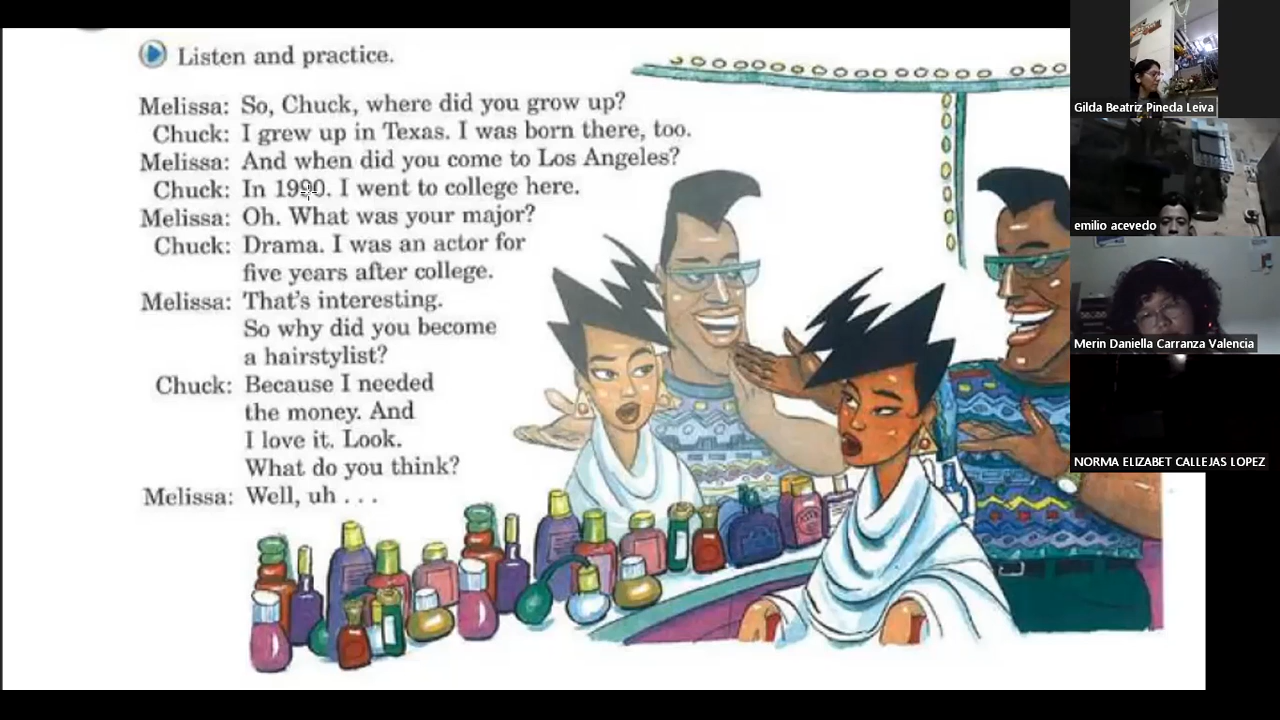 Listen and practice.
Melissa: So, Chuck, where did you grow up?
Chuck: I grew up in Texas. I was born there, too.
Melissa: And when did you come to Los Angeles?
Chuck: In 1990. I went to college here.
Melissa: Oh. What was your major?
Chuck: Drama. I was an actor for
five years after college.
Melissa: That's interesting.
So why did you become
a hairstylist?
Chuck: Because I needed
the money. And
I love it. Look.
What do you think?
Melissa: Well, uh . . .
Gilda Beatriz Pineda Leiva
emilio acevedo
Merin Daniella Carranza Valencia
NORMA ELIZABET CALLEJAS LOPEZ